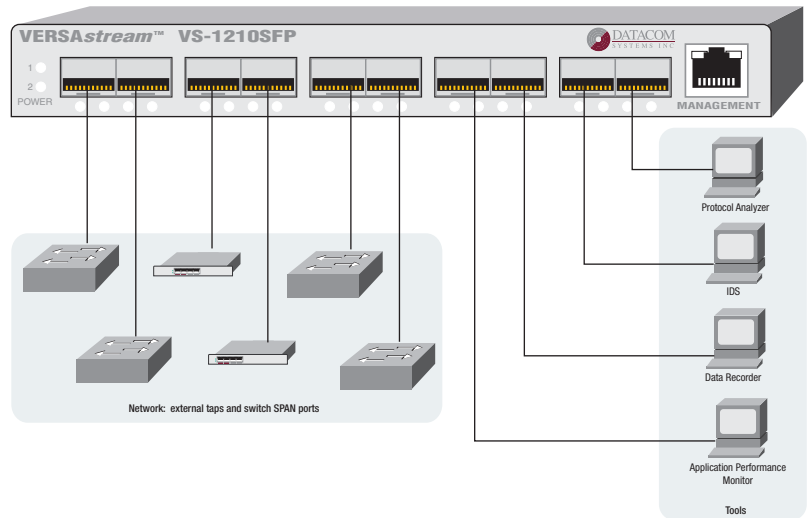 VERSAstream™ VS-1210SFP
DATACOM
SYSTEMS INC
1
2
POWER
MANAGEMENT
Protocol Analyzer
IDS
Data Recorder
Application Performance
Monitor
Tools
Network: external taps and switch SPAN ports